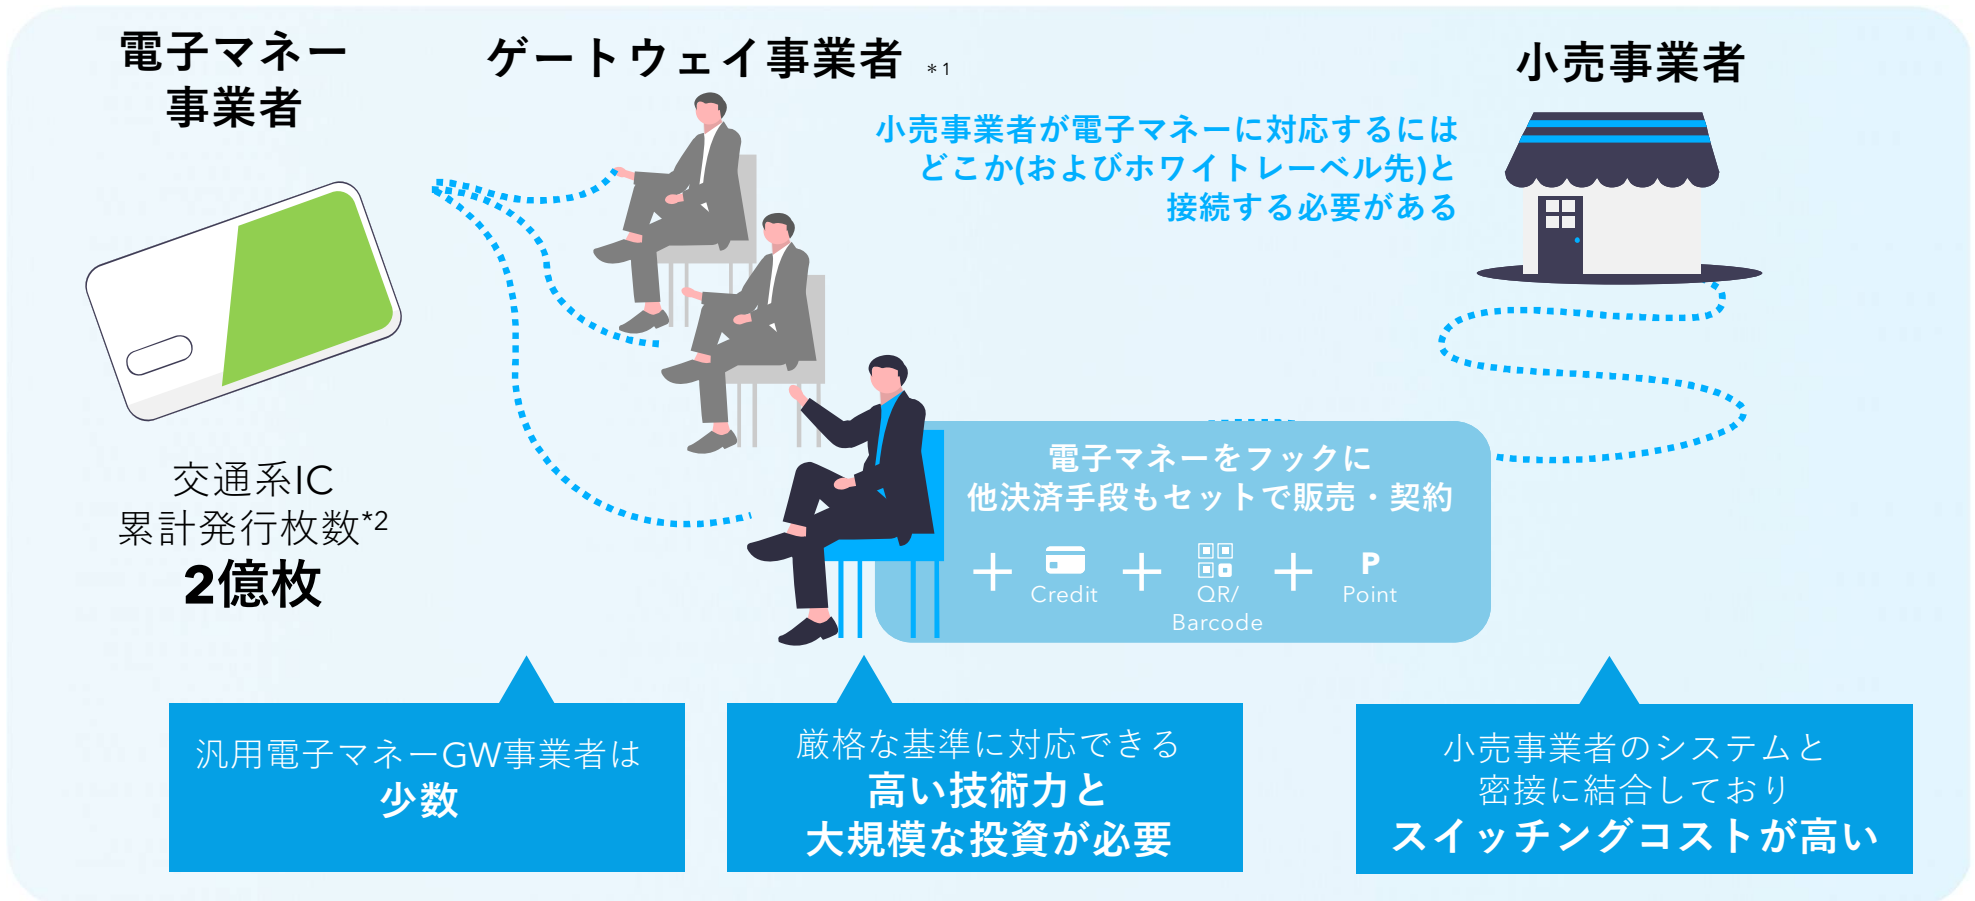 電子マネー
事業者
ゲートウェイ事業者 *1
小売事業者
小売事業者が電子マネーに対応するには
どこか(およびホワイトレーベル先)と
接続する必要がある
交通系IC
累計発行枚数*2
2億枚
電子マネーをフックに
他決済手段もセットで販売・契約
+ Credit + QR/ + P
Barcode
Point
汎用電子マネーGW事業者は
少数
厳格な基準に対応できる
高い技術力と
大規模な投資が必要
小売事業者のシステムと
密接に結合しており
スイッチングコストが高い